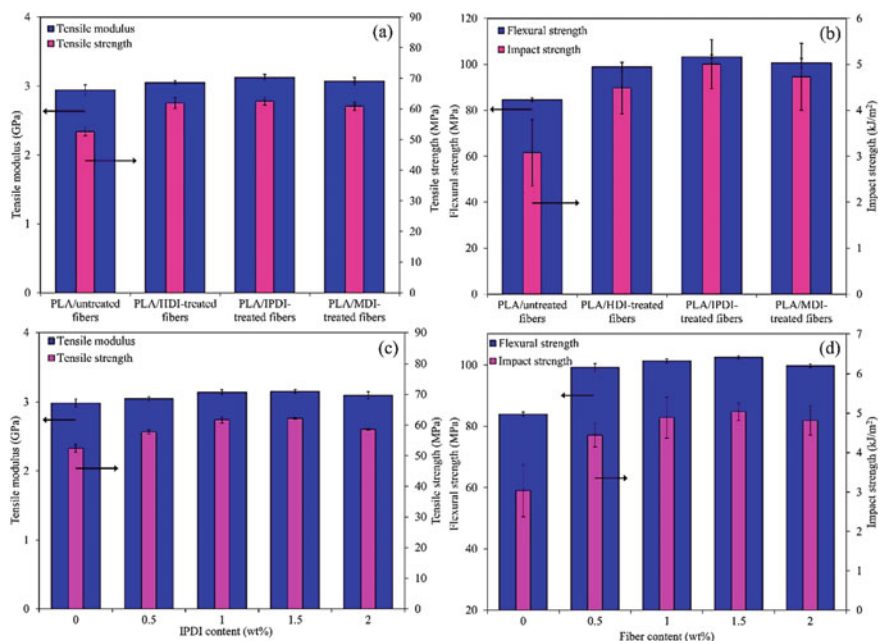 (a)
Tensile modulus
Tensile strength
Tensile modulus (GPa)
4
3
2
1
0
90
80
70
60
50
40
30
20
10
0
Tensile strength (MPa)
PLA/untreated fibers
PLA/HDI-treated fibers
PLA/IPDI-treated fibers
PLA/MDI-treated fibers
(b)
Flexural strength
Impact strength
Flexural strength (MPa)
120
100
80
60
40
20
0
6
5
4
3
2
1
0
Impact strength (kJ/m²)
PLA/untreated fibers
PLA/HDI-treated fibers
PLA/IPDI-treated fibers
PLA/MDI-treated fibers
(c)
Tensile modulus
Tensile strength
Tensile modulus (GPa)
4
3
2
1
0
90
80
70
60
50
40
30
20
10
0
Tensile strength (MPa)
0
0.5
1
1.5
2
IPDI content (wt%)
(d)
Flexural strength
Impact strength
Flexural strength (MPa)
100
80
60
40
20
7
6
5
4
3
2
1
0
Impact strength (kJ/m²)
0
0.5
1
1.5
2
Fiber content (wt%)